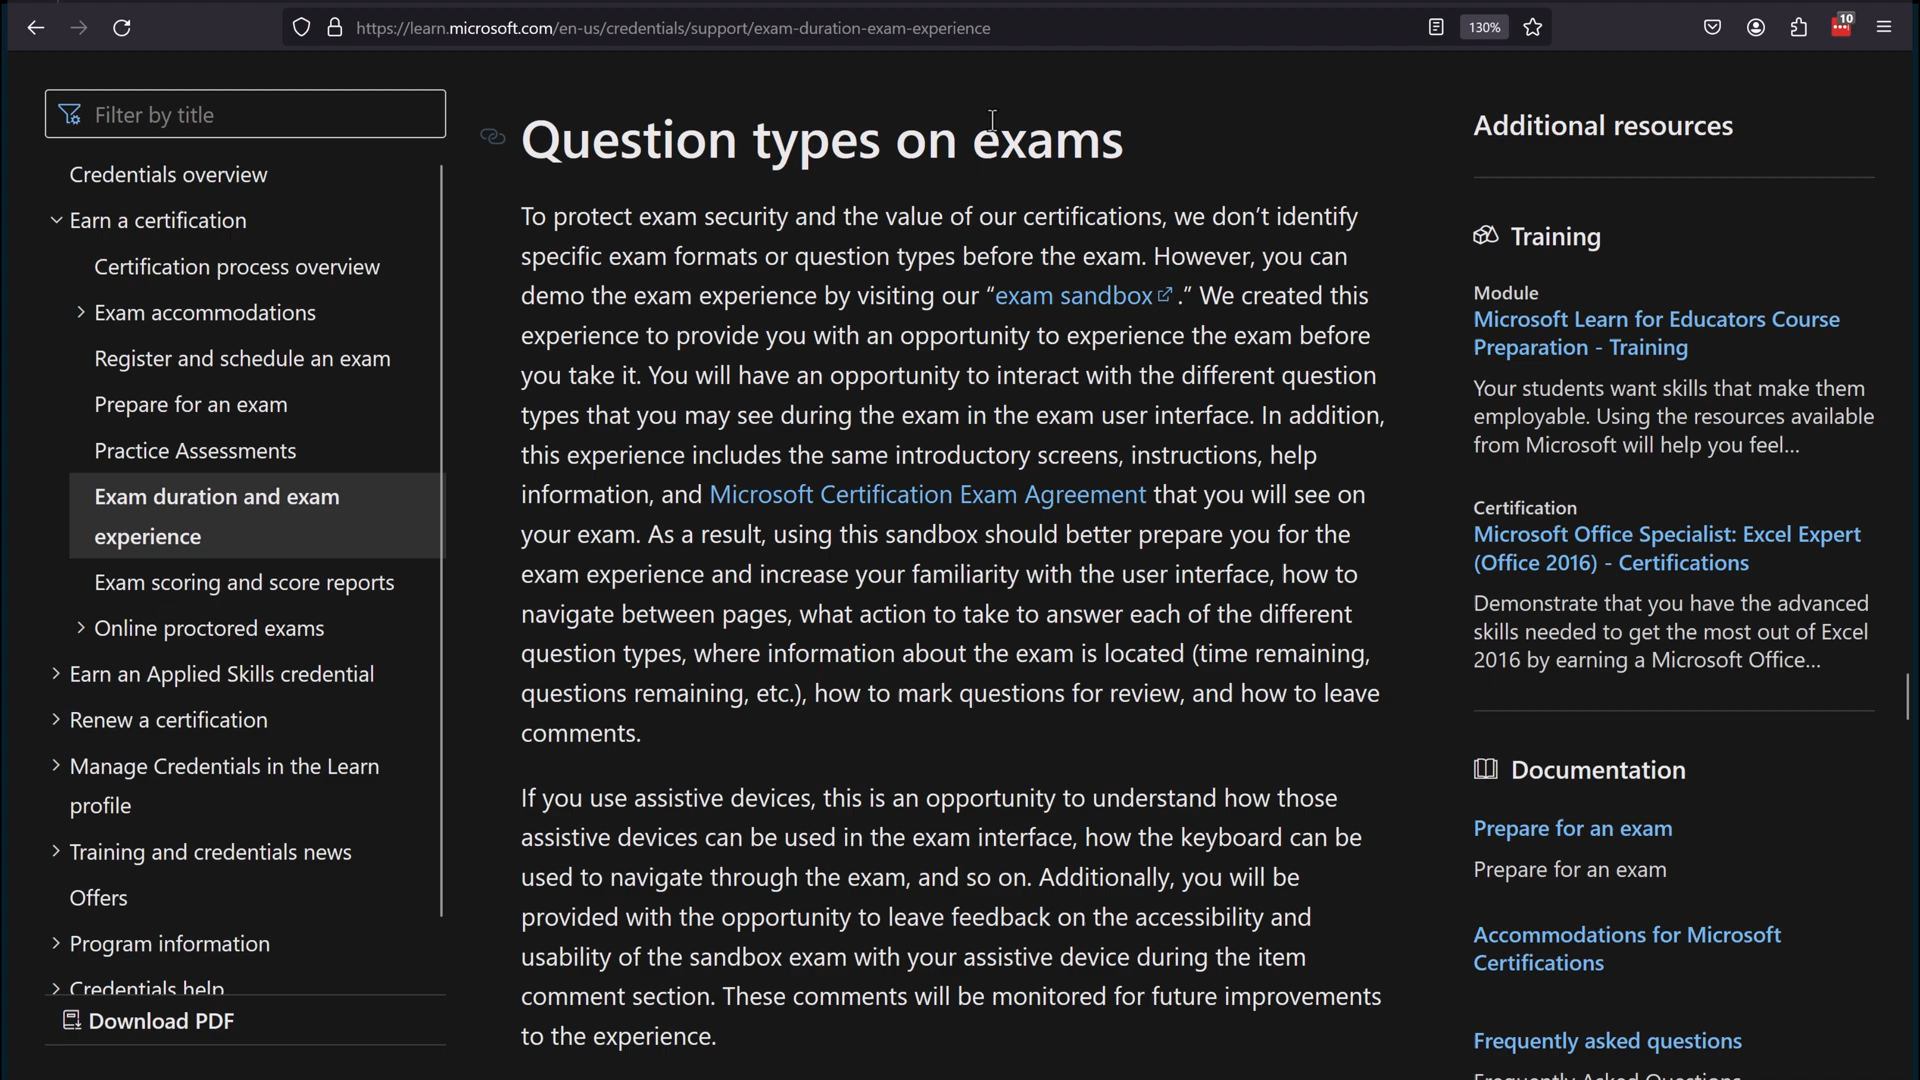 https://learn.microsoft.com/en-us/credentials/support/exam-duration-exam-experience
130%
10
Filter by title
Credentials overview
Earn a certification
Certification process overview
Exam accommodations
Register and schedule an exam
Prepare for an exam
Practice Assessments
Exam duration and exam
experience
Exam scoring and score reports
Online proctored exams
Earn an Applied Skills credential
Renew a certification
Manage Credentials in the Learn
profile
Training and credentials news
Offers
Program information
Credentials help
Download PDF
Question types on exams
To protect exam security and the value of our certifications, we don’t identify
specific exam formats or question types before the exam. However, you can
demo the exam experience by visiting our “exam sandbox .” We created this
experience to provide you with an opportunity to experience the exam before
you take it. You will have an opportunity to interact with the different question
types that you may see during the exam in the exam user interface. In addition,
this experience includes the same introductory screens, instructions, help
information, and Microsoft Certification Exam Agreement that you will see on
your exam. As a result, using this sandbox should better prepare you for the
exam experience and increase your familiarity with the user interface, how to
navigate between pages, what action to take to answer each of the different
question types, where information about the exam is located (time remaining,
questions remaining, etc.), how to mark questions for review, and how to leave
comments.
If you use assistive devices, this is an opportunity to understand how those
assistive devices can be used in the exam interface, how the keyboard can be
used to navigate through the exam, and so on. Additionally, you will be
provided with the opportunity to leave feedback on the accessibility and
usability of the sandbox exam with your assistive device during the item
comment section. These comments will be monitored for future improvements
to the experience.
Additional resources
Training
Module
Microsoft Learn for Educators Course
Preparation - Training
Your students want skills that make them
employable. Using the resources available
from Microsoft will help you feel...
Certification
Microsoft Office Specialist: Excel Expert
(Office 2016) - Certifications
Demonstrate that you have the advanced
skills needed to get the most out of Excel
2016 by earning a Microsoft Office...
Documentation
Prepare for an exam
Prepare for an exam
Accommodations for Microsoft
Certifications
Frequently asked questions
Frequently Asked Questions